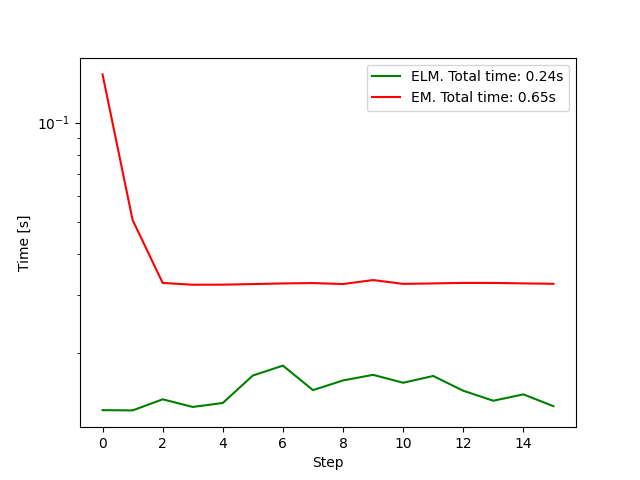 ELM. Total time: 0.24s
EM. Total time: 0.65s
10⁻¹
Time [s]
0 2 4 6 8 10 12 14
Step